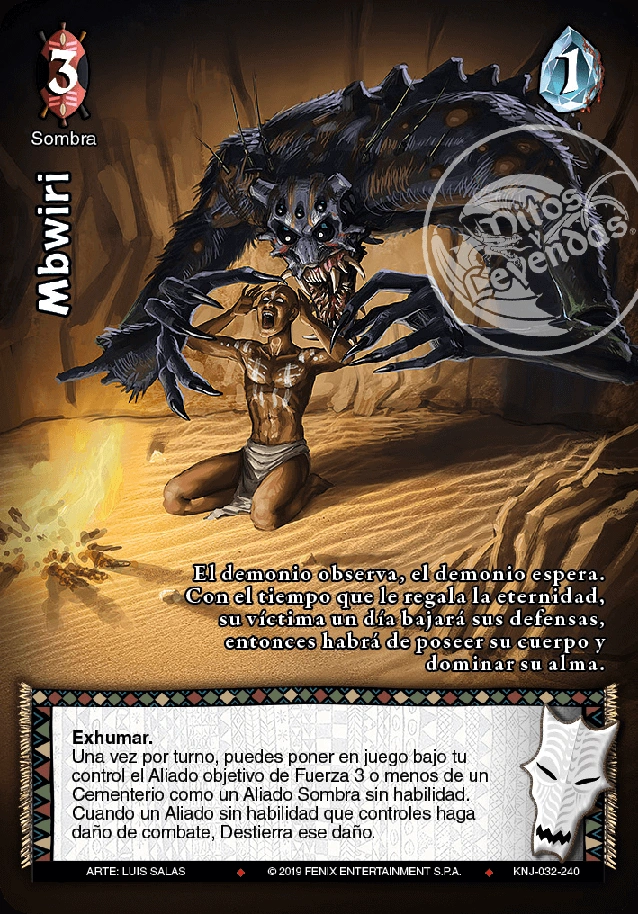 3
1
Sombra
Mbwiri
Mitos
y
Leyendas
El demonio observa, el demonio espera.
Con el tiempo que le regala la eternidad,
su víctima un día bajará sus defensas,
entonces habrá de poseer su cuerpo y
dominar su alma.
Exhumar.
Una vez por turno, puedes poner en juego bajo tu
control el Aliado objetivo de Fuerza 3 o menos de un
Cementerio como un Aliado Sombra sin habilidad.
Cuando un Aliado sin habilidad que controles haga
daño de combate, Destierra ese daño.
ARTE: LUIS SALAS ♦ © 2019 FENIX ENTERTAINMENT S.P.A. ♦ KNJ-032-240